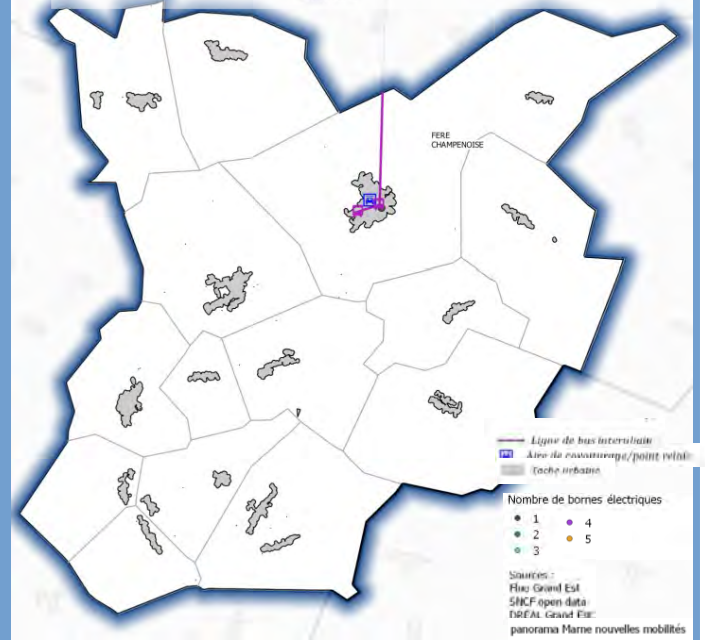 FERE
CHAMPENOISE
Ligne de bus interurbain
Aire de covoiturage/point relais
Tache urbaine
Nombre de bornes électriques
1
4
2
5
3
Sources :
Fluo Grand Est
SNCF open data
DREAL Grand Est
panorama Marne nouvelles mobilités